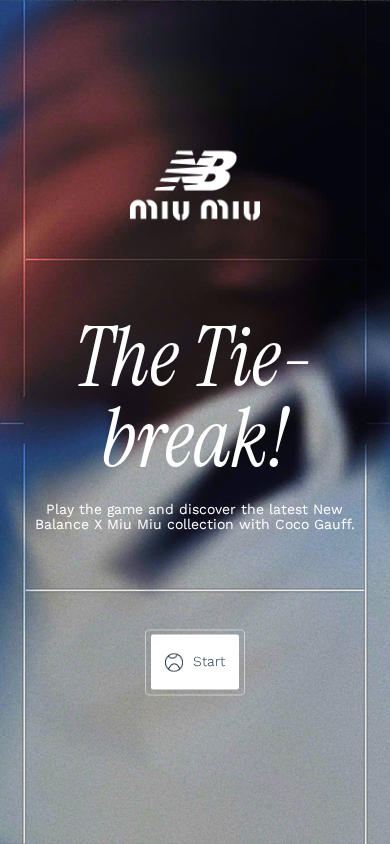 NB
miu miu
The Tie-
break!
Play the game and discover the latest New
Balance X Miu Miu collection with Coco Gauff.
Start